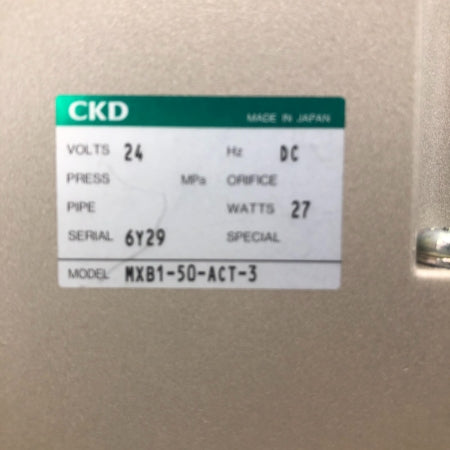 CKD MADE IN JAPAN
VOLTS 24 Hz DC
PRESS MPa ORIFICE
PIPE WATTS 27
SERIAL 6Y29 SPECIAL
MODEL MXB1-50-ACT-3